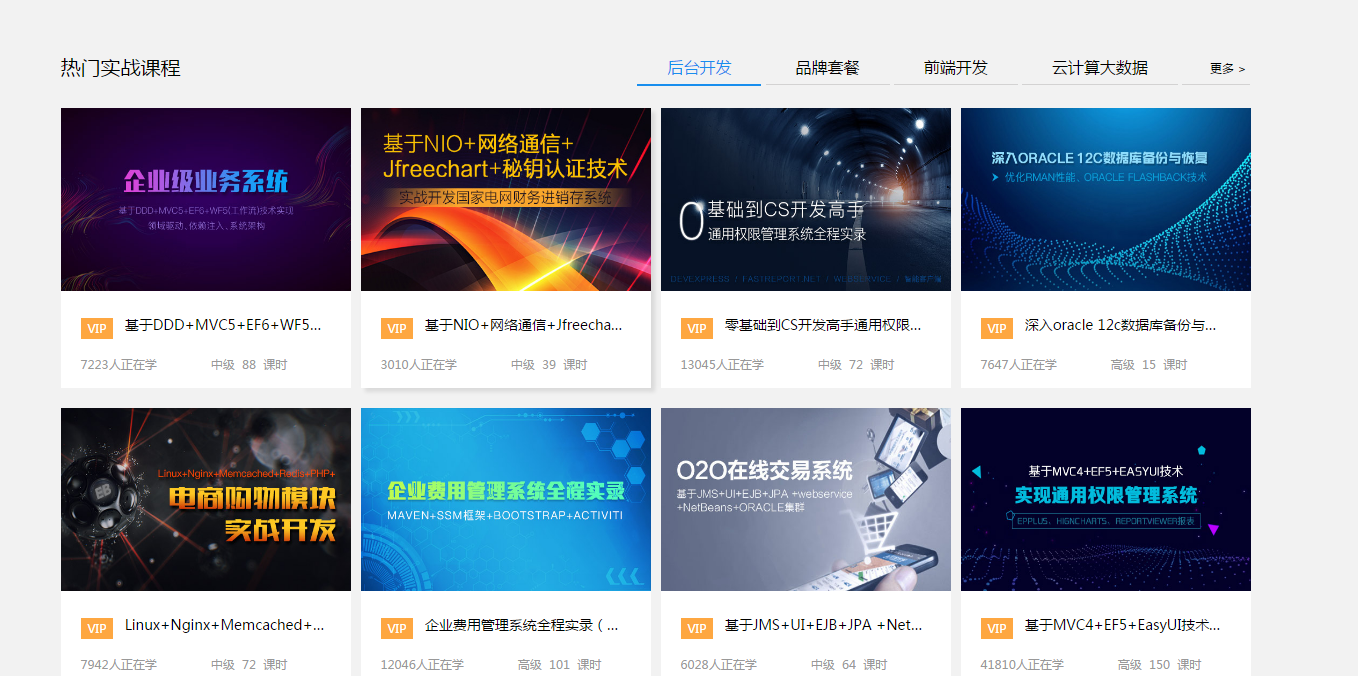 热门实战课程
后台开发
品牌套餐
前端开发
云计算大数据
更多 >
企业级业务系统
基于DDD+MVC5+EF6+WF5(工作流)技术实现
领域驱动、依赖注入、系统架构
VIP 基于DDD+MVC5+EF6+WF5...
7223人正在学 中级 88 课时
基于NIO+网络通信+
Jfreechart+秘钥认证技术
实战开发国家电网财务进销存系统
VIP 基于NIO+网络通信+Jfreecha...
3010人正在学 中级 39 课时
0基础到CS开发高手
通用权限管理系统全程实录
DEVEXPRESS / FASTREPORT.NET / WEBSERVICE / 智能客户端
VIP 零基础到CS开发高手通用权限...
13045人正在学 中级 72 课时
深入ORACLE 12C数据库备份与恢复
优化RMAN性能、ORACLE FLASHBACK技术
VIP 深入oracle 12c数据库备份与...
7647人正在学 高级 15 课时
Linux+Nginx+Memcached+Redis+PHP+
电商购物模块
实战开发
VIP Linux+Nginx+Memcached+...
7942人正在学 中级 72 课时
企业费用管理系统全程实录
MAVEN+SSM框架+BOOTSTRAP+ACTIVITI
VIP 企业费用管理系统全程实录（...
12046人正在学 高级 101 课时
O2O在线交易系统
基于JMS+UI+EJB+JPA +webservice
+NetBeans+ORACLE集群
VIP 基于JMS+UI+EJB+JPA +Net...
6028人正在学 中级 64 课时
基于MVC4+EF5+EASYUI技术
实现通用权限管理系统
EPPLUS、HIGNCHARTS、REPORTVIEWER报表
VIP 基于MVC4+EF5+EasyUI技术...
41810人正在学 高级 150 课时